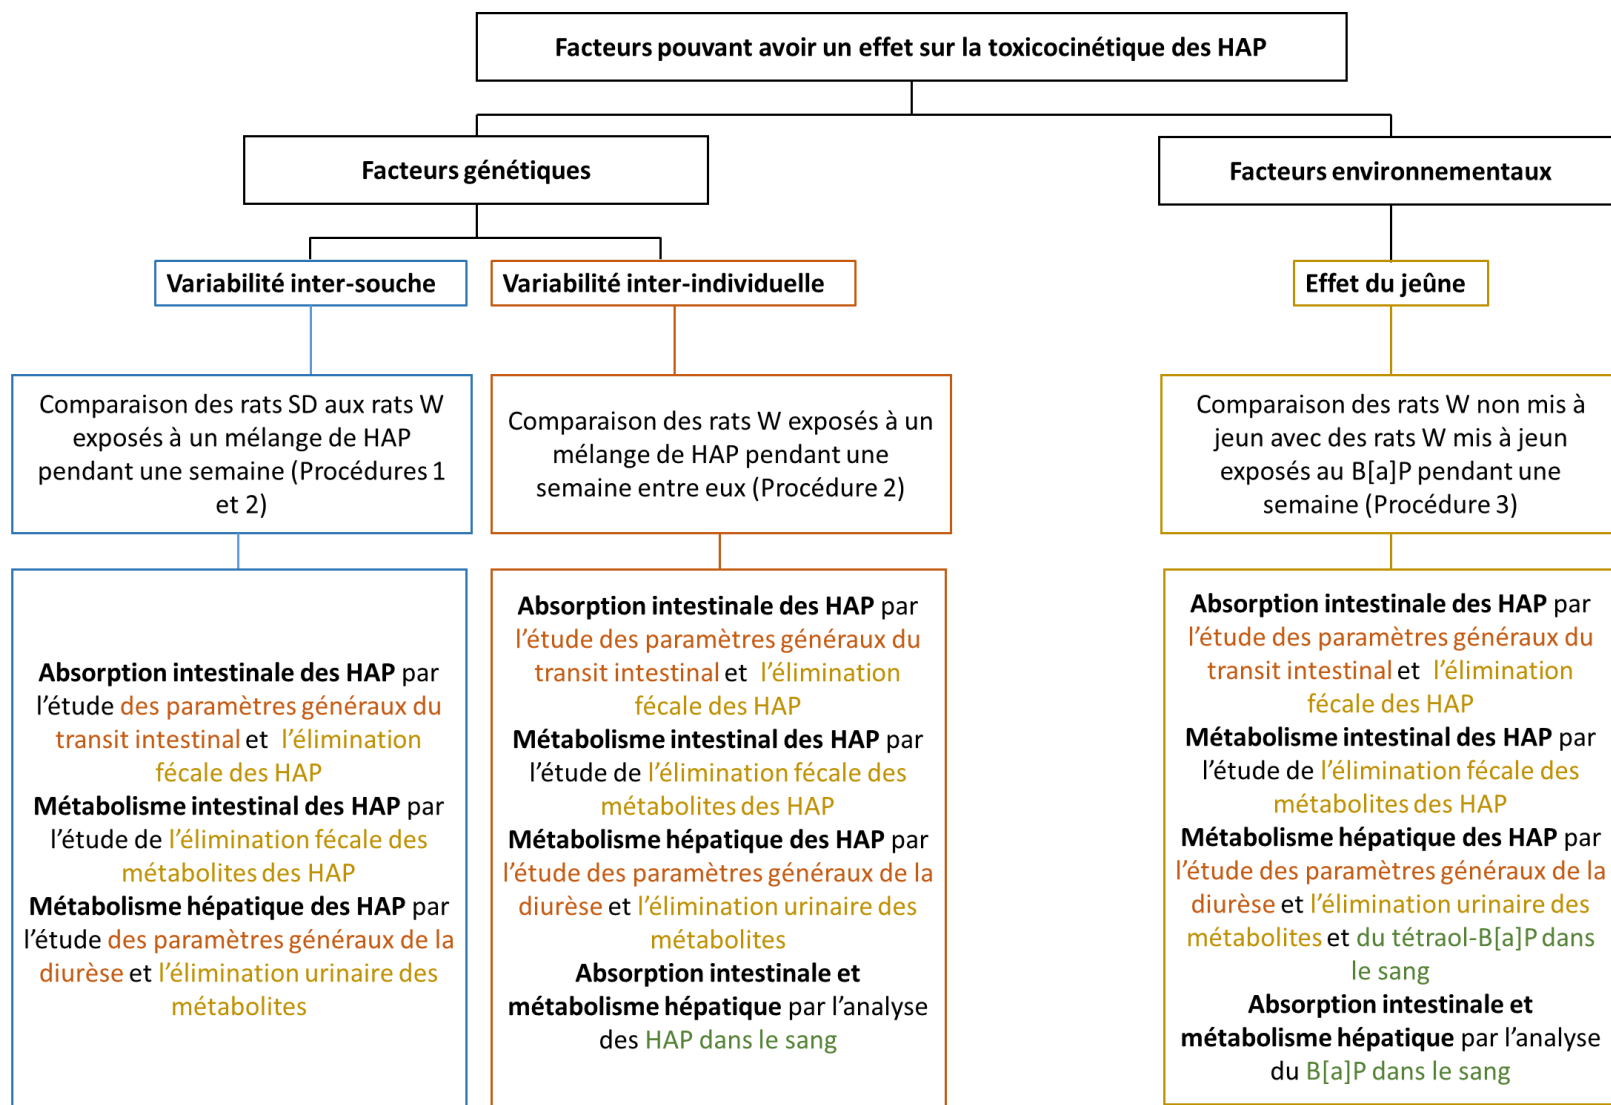 Facteurs pouvant avoir un effet sur la toxicocinétique des HAP
Facteurs génétiques
Facteurs environnementaux
Variabilité inter-souche
Variabilité inter-individuelle
Effet du jeûne
Comparaison des rats SD aux rats W
exposés à un mélange de HAP
pendant une semaine (Procédures 1
et 2)
Comparaison des rats W exposés à un
mélange de HAP pendant une
semaine entre eux (Procédure 2)
Comparaison des rats W non mis à
jeun avec des rats W mis à jeun
exposés au B[a]P pendant une
semaine (Procédure 3)
Absorption intestinale des HAP par
l'étude des paramètres généraux du
transit intestinal et l'élimination
fécale des HAP
Métabolisme intestinal des HAP par
l'étude de l'élimination fécale des
métabolites des HAP
Métabolisme hépatique des HAP par
l'étude des paramètres généraux de la
diurèse et l'élimination urinaire des
métabolites
Absorption intestinale des HAP par
l'étude des paramètres généraux du
transit intestinal et l'élimination
fécale des HAP
Métabolisme intestinal des HAP par
l'étude de l'élimination fécale des
métabolites des HAP
Métabolisme hépatique des HAP par
l'étude des paramètres généraux de la
diurèse et l'élimination urinaire des
métabolites
Absorption intestinale et
métabolisme hépatique par l'analyse
des HAP dans le sang
Absorption intestinale des HAP par
l'étude des paramètres généraux du
transit intestinal et l'élimination
fécale des HAP
Métabolisme intestinal des HAP par
l'étude de l'élimination fécale des
métabolites des HAP
Métabolisme hépatique des HAP par
l'étude des paramètres généraux de la
diurèse et l'élimination urinaire des
métabolites et du tétraol-B[a]P dans
le sang
Absorption intestinale et
métabolisme hépatique par l'analyse
du B[a]P dans le sang